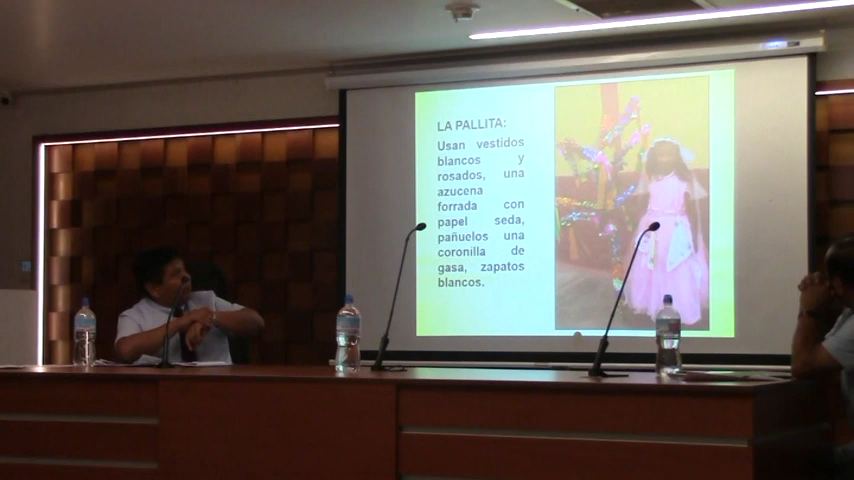 LA PALLITA:
Usan vestidos
blancos y
rosados, una
azucena
forrada con
papel seda,
pañuelos una
coronilla de
gasa, zapatos
blancos.